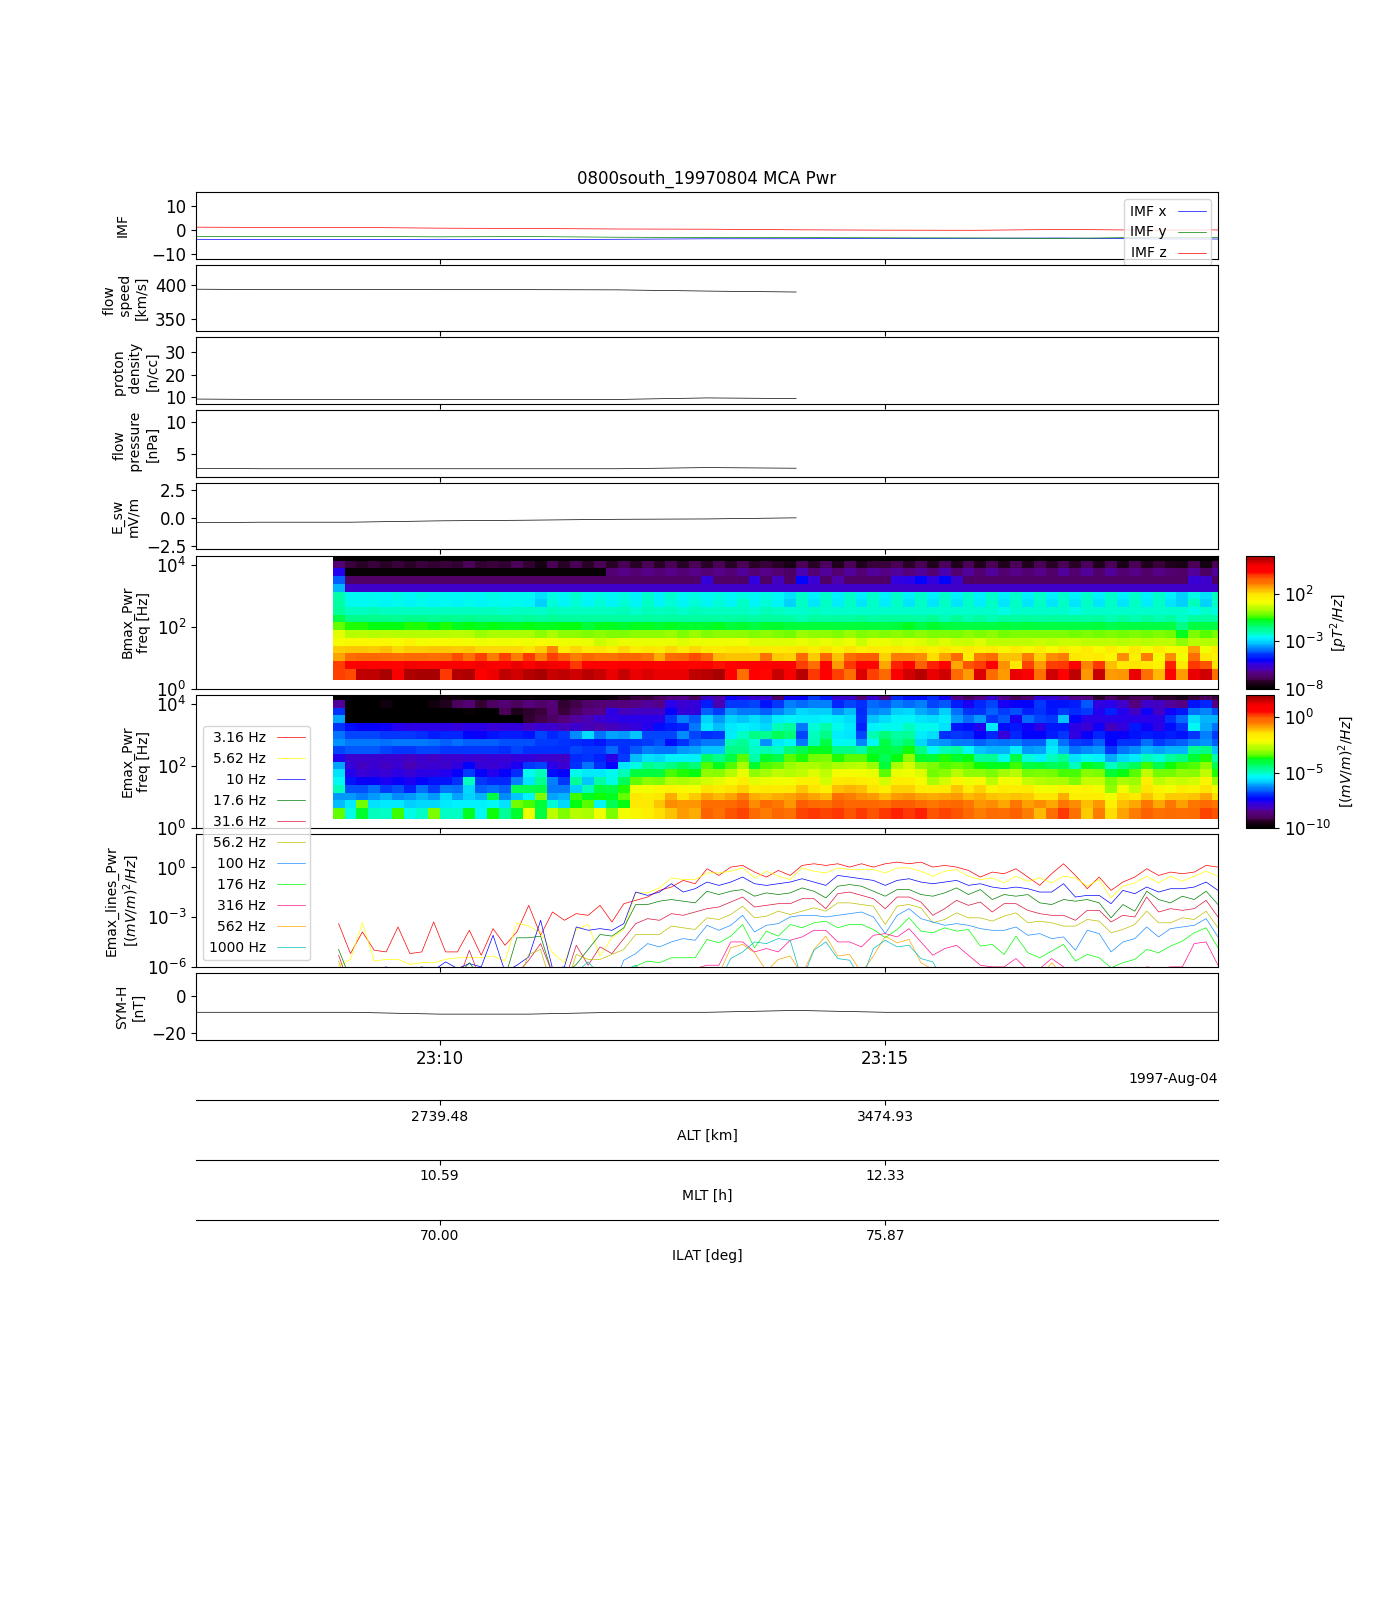 0800south_19970804 MCA Pwr
10
0
−10
IMF
IMF x
IMF y
IMF z
400
350
flow
speed
[km/s]
30
20
10
proton
density
[n/cc]
10
5
flow
pressure
[nPa]
2.5
0.0
−2.5
E_sw
mV/m
10^4
10^2
10^0
Bmax_Pwr
freq [Hz]
10^2
10^−3
10^−8
[pT^2/Hz]
10^4
10^2
10^0
Emax_Pwr
freq [Hz]
10^0
10^−5
10^−10
[(mV/m)^2/Hz]
3.16 Hz
5.62 Hz
10 Hz
17.6 Hz
31.6 Hz
56.2 Hz
100 Hz
176 Hz
316 Hz
562 Hz
1000 Hz
10^0
10^−3
10^−6
Emax_lines_Pwr
[(mV/m)^2/Hz]
0
−20
SYM-H
[nT]
23:10 23:15
1997-Aug-04
2739.48 3474.93
ALT [km]
10.59 12.33
MLT [h]
70.00 75.87
ILAT [deg]